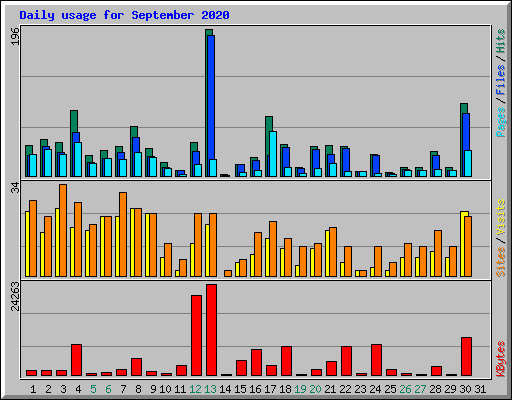 Daily usage for September 2020
196
Pages / Files / Hits
34
Sites / Visits
24263
KBytes
1 2 3 4 5 6 7 8 9 10 11 12 13 14 15 16 17 18 19 20 21 22 23 24 25 26 27 28 29 30 31